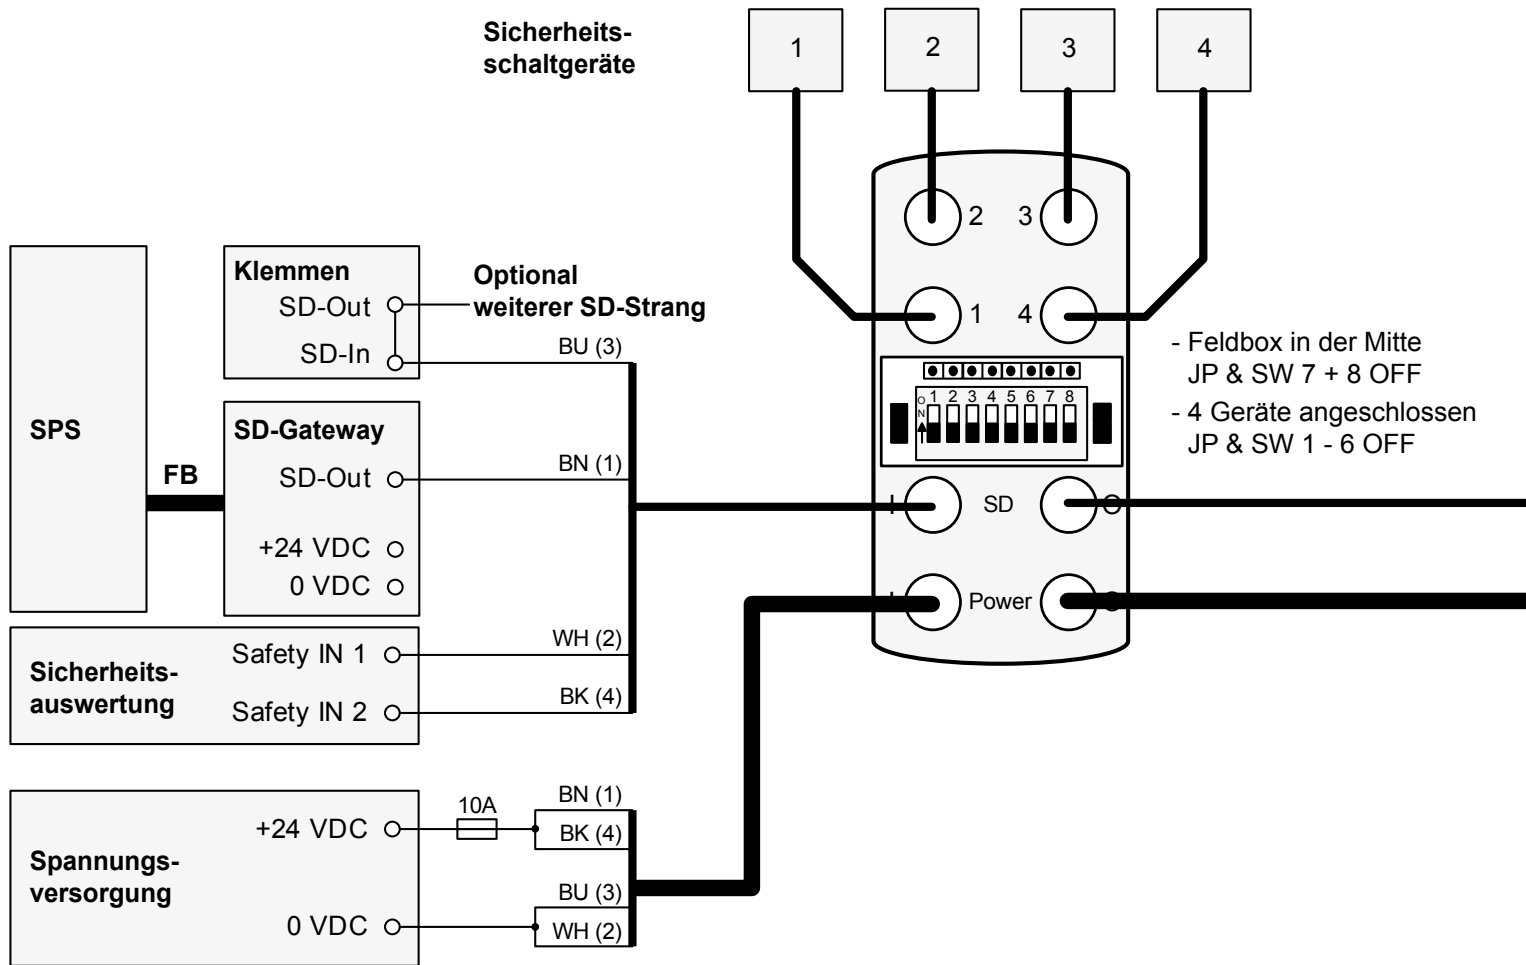 Sicherheits-
schaltgeräte
1
2
3
4
2 3
1 4
Klemmen
SD-Out
SD-In
Optional
weiterer SD-Strang
BU (3)
- Feldbox in der Mitte
JP & SW 7 + 8 OFF
- 4 Geräte angeschlossen
JP & SW 1 - 6 OFF
O
N
1 2 3 4 5 6 7 8
SPS
FB
SD-Gateway
SD-Out
BN (1)
+24 VDC
0 VDC
I SD O
I Power O
Sicherheits-
auswertung
Safety IN 1
WH (2)
Safety IN 2
BK (4)
Spannungs-
versorgung
+24 VDC
10A
BN (1)
BK (4)
0 VDC
BU (3)
WH (2)